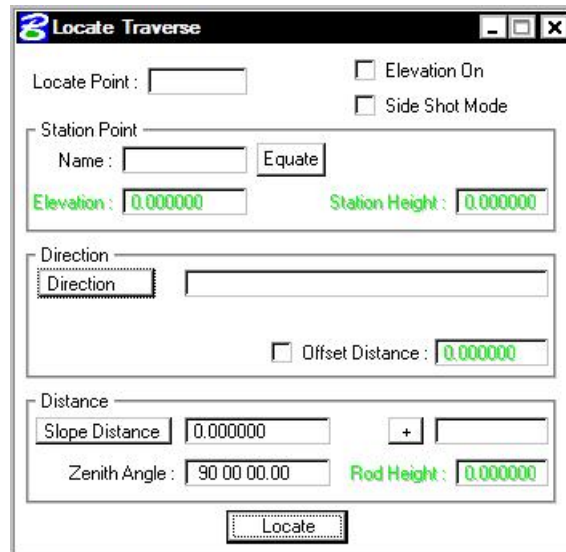 Locate Traverse
Locate Point :
Elevation On
Side Shot Mode
Station Point
Name :
Equate
Elevation : 0.000000 Station Height : 0.000000
Direction
Direction
Offset Distance : 0.000000
Distance
Slope Distance 0.000000 +
Zenith Angle : 90 00 00.00 Rod Height : 0.000000
Locate